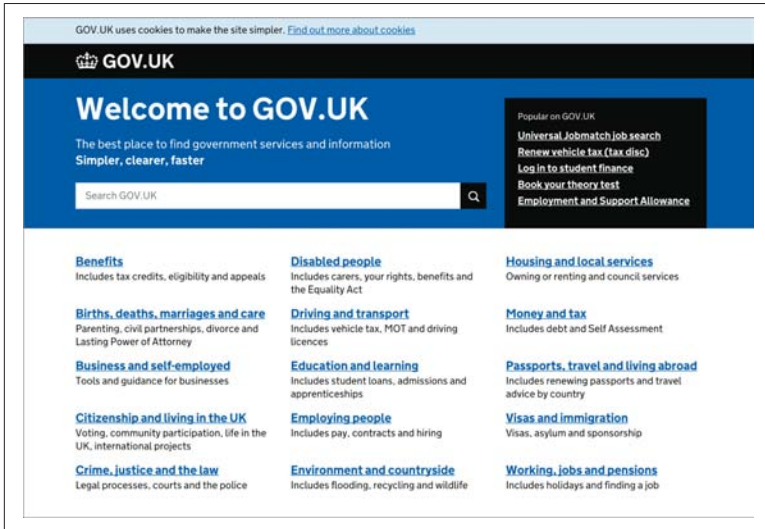 GOV.UK uses cookies to make the site simpler. Find out more about cookies
GOV.UK
Welcome to GOV.UK
The best place to find government services and information
Simpler, clearer, faster
Search GOV.UK
Popular on GOV.UK
Universal Jobmatch job search
Renew vehicle tax (tax disc)
Log in to student finance
Book your theory test
Employment and Support Allowance
Benefits
Includes tax credits, eligibility and appeals
Births, deaths, marriages and care
Parenting, civil partnerships, divorce and
Lasting Power of Attorney
Business and self-employed
Tools and guidance for businesses
Citizenship and living in the UK
Voting, community participation, life in the
UK, international projects
Crime, justice and the law
Legal processes, courts and the police
Disabled people
Includes carers, your rights, benefits and
the Equality Act
Driving and transport
Includes vehicle tax, MOT and driving
licences
Education and learning
Includes student loans, admissions and
apprenticeships
Employing people
Includes pay, contracts and hiring
Environment and countryside
Includes flooding, recycling and wildlife
Housing and local services
Owning or renting and council services
Money and tax
Includes debt and Self Assessment
Passports, travel and living abroad
Includes renewing passports and travel
advice by country
Visas and immigration
Visas, asylum and sponsorship
Working, jobs and pensions
Includes holidays and finding a job